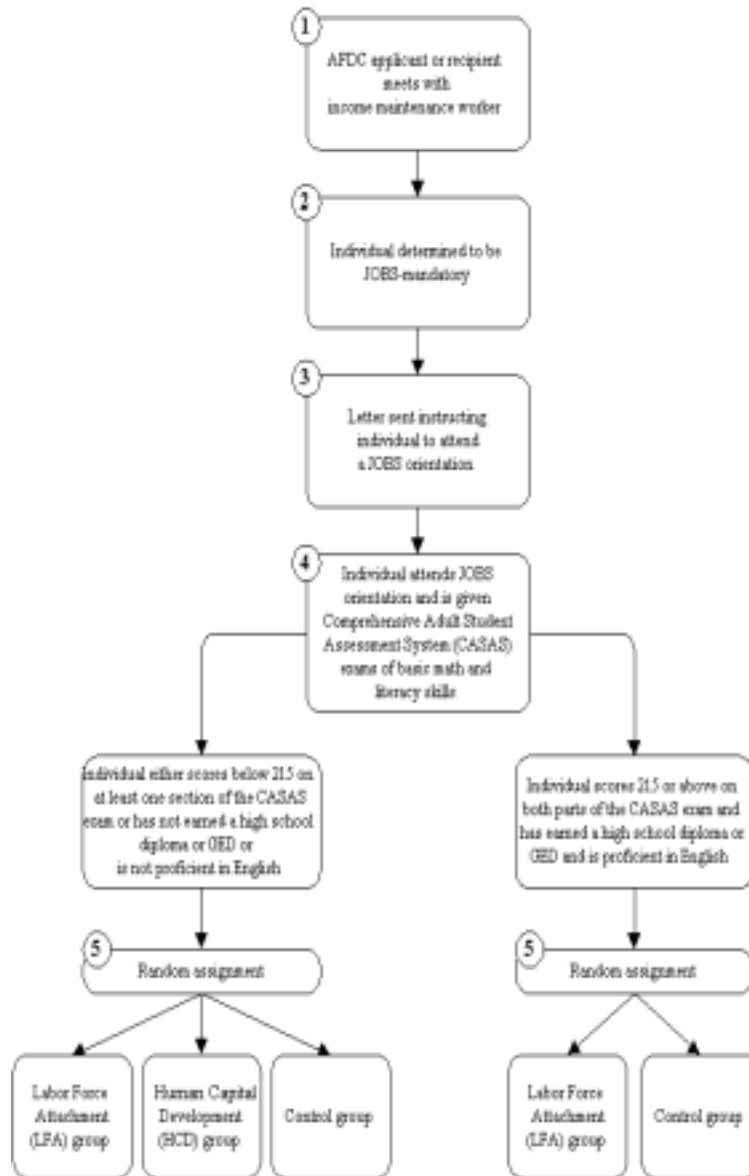 1
AFDC applicant or recipient
meets with
income maintenance worker
2
Individual determined to be
JOBS-mandatory
3
Letter sent instructing
individual to attend
a JOBS orientation
4
Individual attends JOBS
orientation and is given
Comprehensive Adult Student
Assessment System (CASAS)
exams of basic math and
literacy skills
Individual either scores below 215 on
at least one section of the CASAS
exam or has not earned a high school
diploma or GED or
is not proficient in English
Individual scores 215 or above on
both parts of the CASAS exam and
has earned a high school diploma or
GED and is proficient in English
5
Random assignment
5
Random assignment
Labor Force
Attachment
(LFA) group
Human Capital
Development
(HCD) group
Control group
Labor Force
Attachment
(LFA) group
Control group